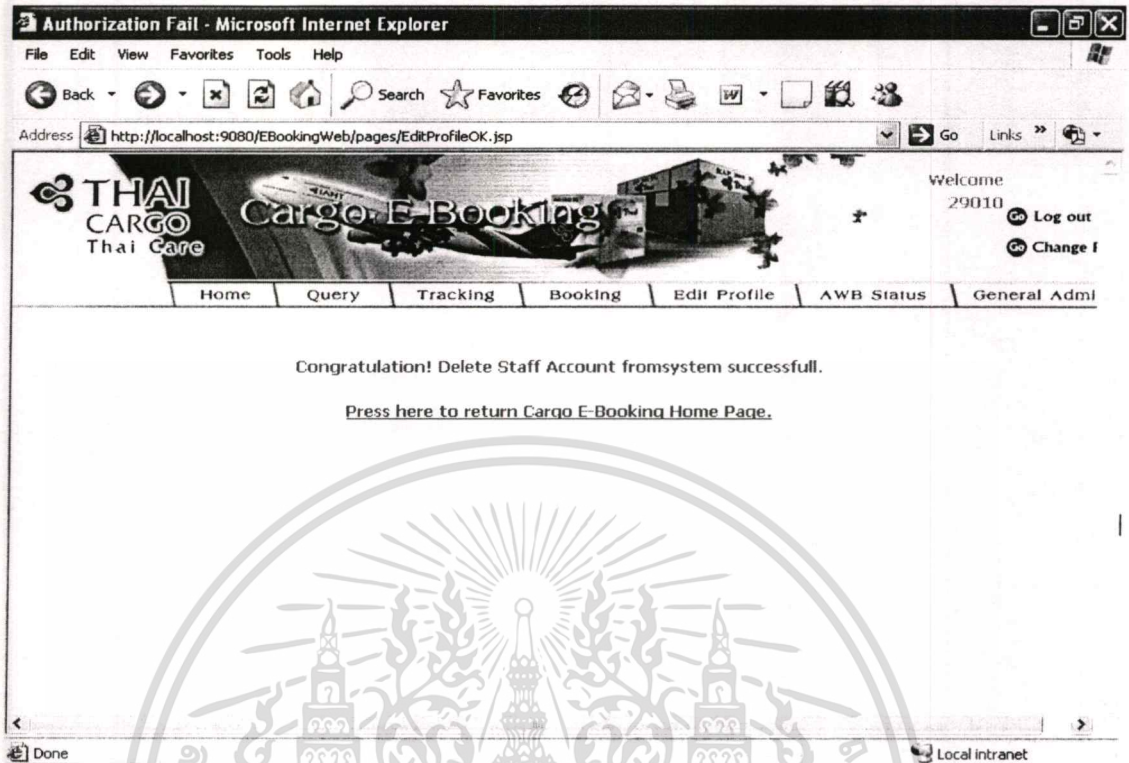 Authorization Fail - Microsoft Internet Explorer
File Edit View Favorites Tools Help
Back Search Favorites
Address http://localhost:9080/EBookingWeb/pages/EditProfileOK.jsp Go Links »
THAI
CARGO
Thai Care
Cargo E-Booking
Welcome
29010
Go Log out
Go Change
Home Query Tracking Booking Edit Profile AWB Status General Admi
Congratulation! Delete Staff Account fromsystem successfull.
Press here to return Cargo E-Booking Home Page.
Done Local intranet